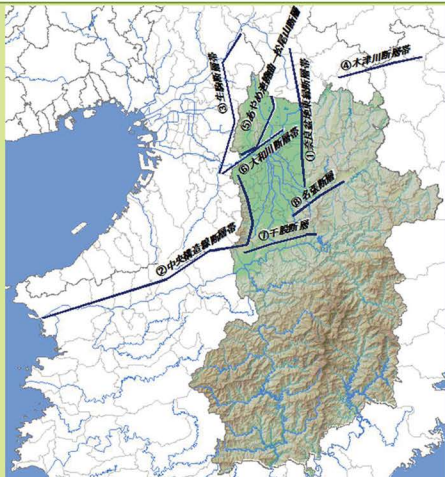 ①奈良盆地東縁断層帯
②中央構造線断層帯
③生駒断層帯
④木津川断層帯
⑤あやめ池撓曲-松尾山断層
⑥大和川断層帯
⑦千股断層
⑧名張断層